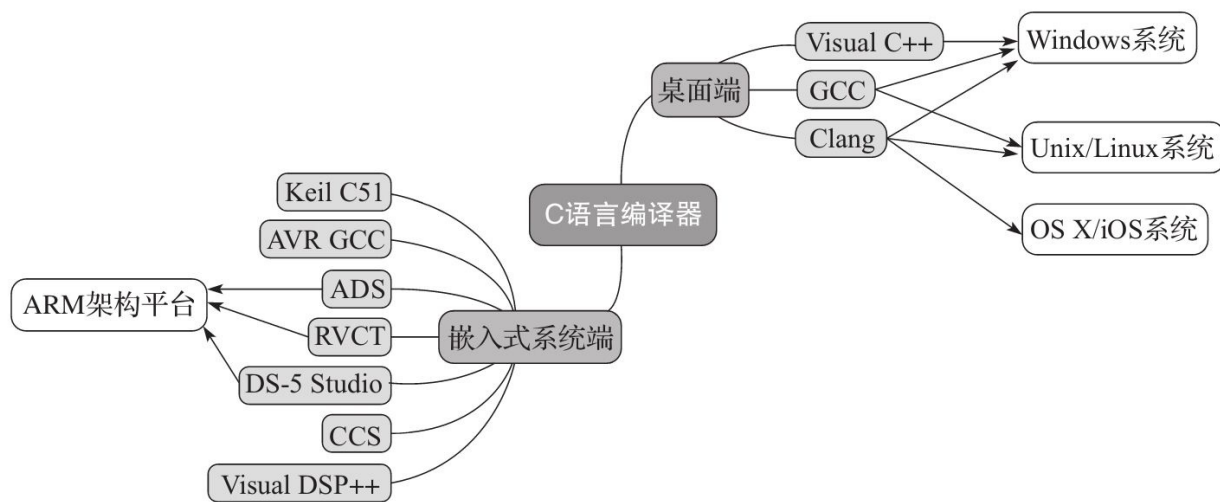 Visual C++
Windows系统
桌面端
GCC
Clang
Unix/Linux系统
Keil C51
C语言编译器
AVR GCC
OS X/iOS系统
ADS
ARM架构平台
RVCT
嵌入式系统端
DS-5 Studio
CCS
Visual DSP++